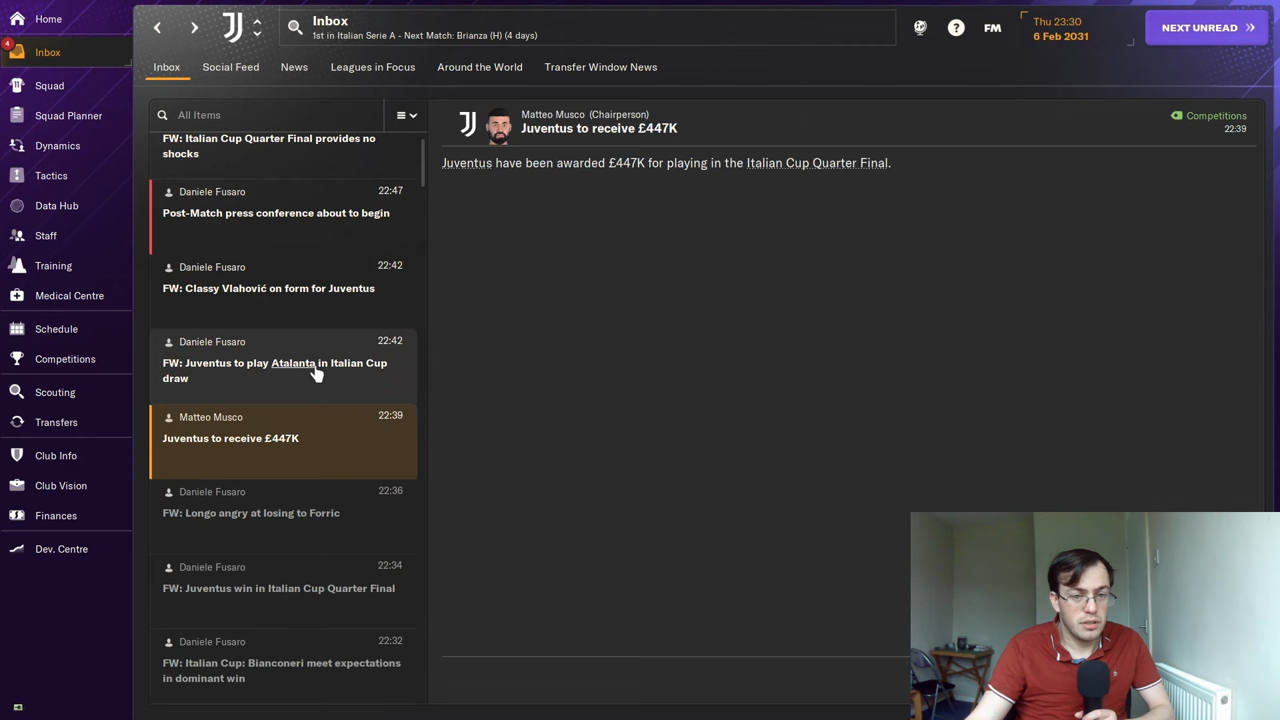 Home
4
Inbox
Squad
Squad Planner
Dynamics
Tactics
Data Hub
Staff
Training
Medical Centre
Schedule
Competitions
Scouting
Transfers
Club Info
Club Vision
Finances
Dev. Centre
Inbox
1st in Italian Serie A - Next Match: Brianza (H) (4 days)
?
FM
Thu 23:30
6 Feb 2031
NEXT UNREAD
Inbox
Social Feed
News
Leagues in Focus
Around the World
Transfer Window News
All Items
FW: Italian Cup Quarter Final provides no
shocks
Daniele Fusaro 22:47
Post-Match press conference about to begin
Daniele Fusaro 22:42
FW: Classy Vlahović on form for Juventus
Daniele Fusaro 22:42
FW: Juventus to play Atalanta in Italian Cup
draw
Matteo Musco 22:39
Juventus to receive £447K
Daniele Fusaro 22:36
FW: Longo angry at losing to Forric
Daniele Fusaro 22:34
FW: Juventus win in Italian Cup Quarter Final
Daniele Fusaro 22:32
FW: Italian Cup: Bianconeri meet expectations
in dominant win
Matteo Musco (Chairperson)
Juventus to receive £447K
Competitions
22:39
Juventus have been awarded £447K for playing in the Italian Cup Quarter Final.